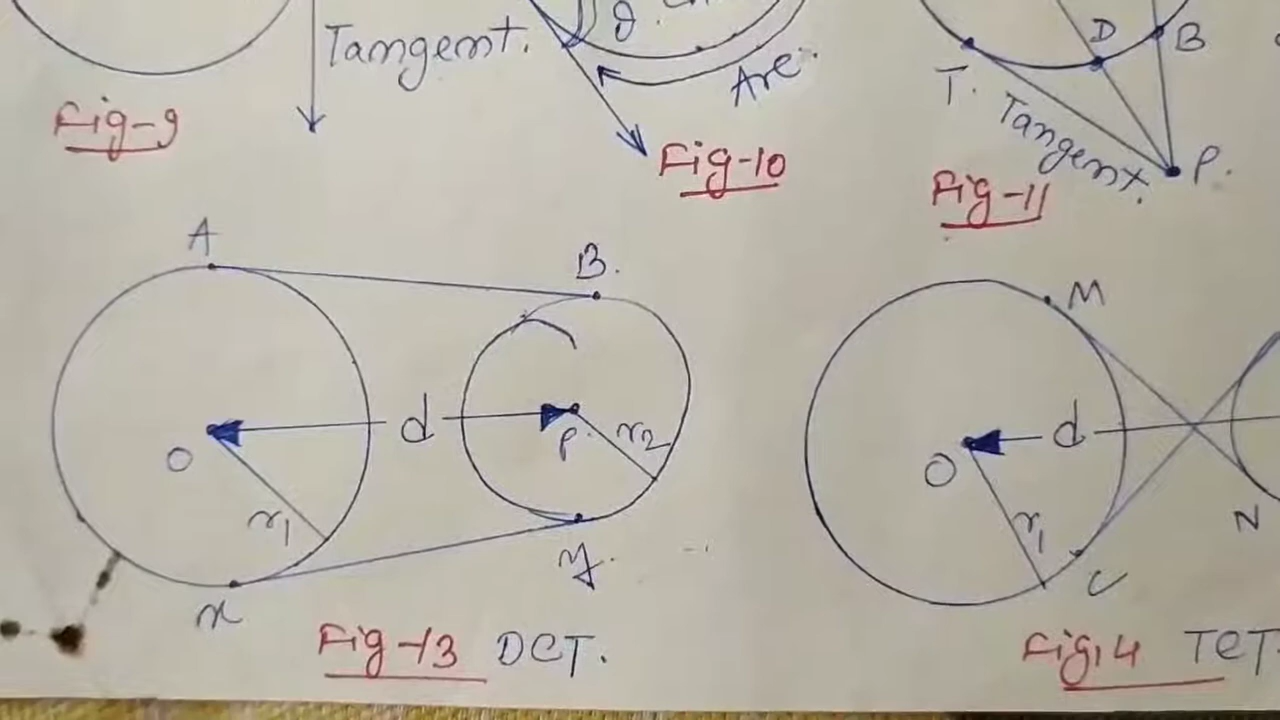 Tangent.
θ.
Arc.
Fig-9
Fig-10
T. Tangent.
D
B
P.
Fig-11
A
B.
O
d
P.
r1
r2
x
y.
Fig-13 DCT.
M
O
d
r1
C
N
Fig14 TCT.